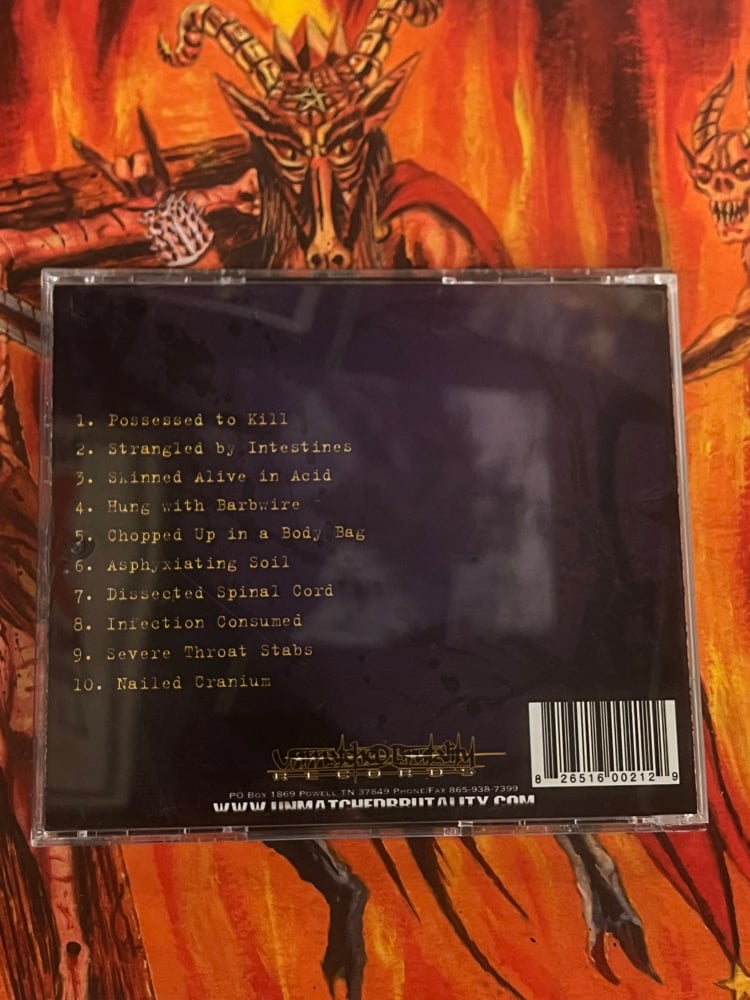 1. Possessed to Kill
2. Strangled by Intestines
3. Skinned Alive in Acid
4. Hung with Barbwire
5. Chopped Up in a Body Bag
6. Asphyxiating Soil
7. Dissected Spinal Cord
8. Infection Consumed
9. Severe Throat Stabs
10. Nailed Cranium
Unmatched Brutality
RECORDS
PO Box 1869 Powell TN 37849 Phone/Fax 865-938-7399
WWW.UNMATCHEDBRUTALITY.COM
8 26516 00212 9